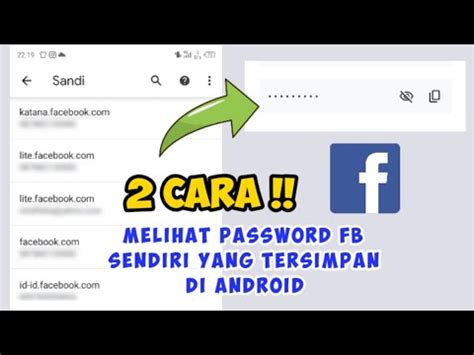 22.19
Sandi
katana.facebook.com
lite.facebook.com
lite.facebook.com
facebook.com
id-id.facebook.com
2 CARA !!
MELIHAT PASSWORD FB
SENDIRI YANG TERSIMPAN
DI ANDROID